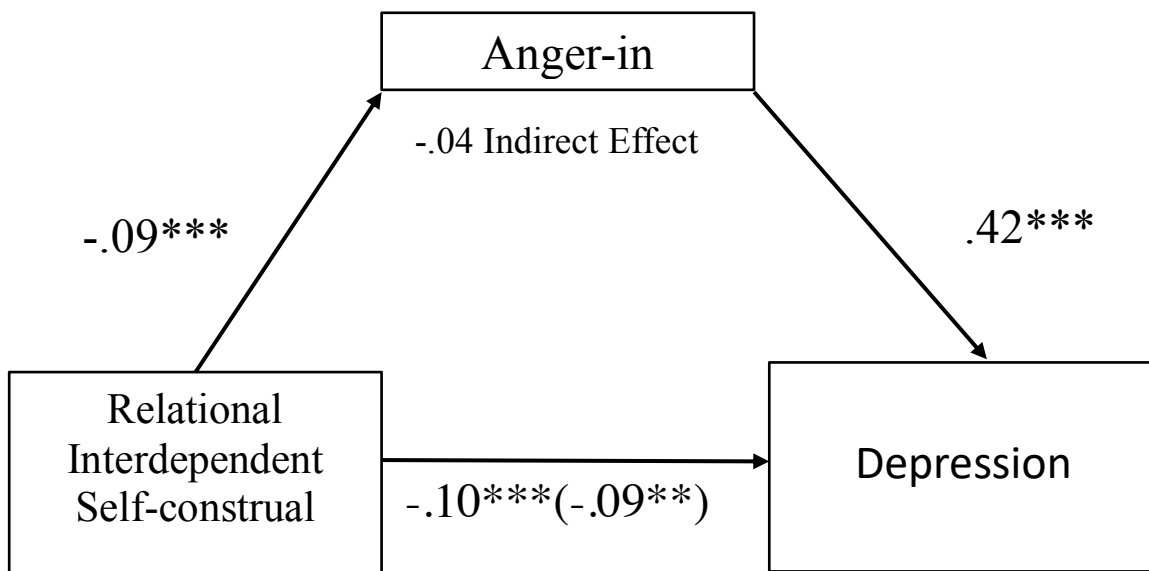 Anger-in
-.04 Indirect Effect
-.09***
.42***
Relational
Interdependent
Self-construal
-.10***(-.09**)
Depression